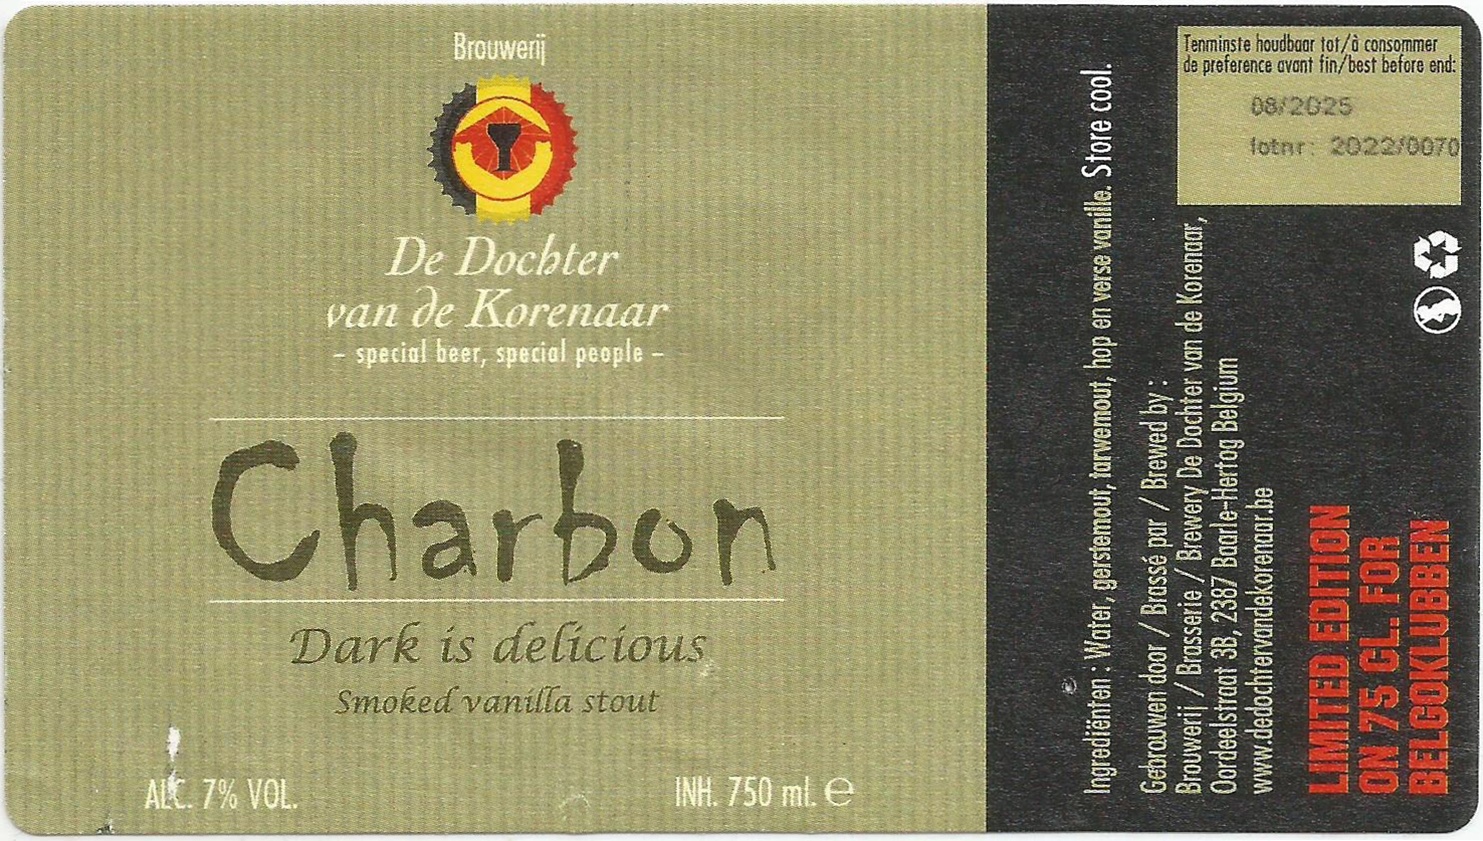 Brouwerij
De Dochter
van de Korenaar
– special beer, special people –
Charbon
Dark is delicious
Smoked vanilla stout
ALC. 7% VOL.
INH. 750 ml. ℮
Tenminste houdbaar tot/à consommer
de preference avant fin/best before end:
08/2025
lotnr: 2022/0070
Ingrediënten : Water, gerstemout, tarwemout, hop en verse vanille. Store cool.
Gebrouwen door / Brassé par / Brewed by :
Brouwerij / Brasserie / Brewery De Dochter van de Korenaar,
Oordeelstraat 3B, 2387 Baarle-Hertog Belgium
www.dedochtervandekorenaar.be
LIMITED EDITION
ON 75 CL. FOR
BELGOKLUBBEN